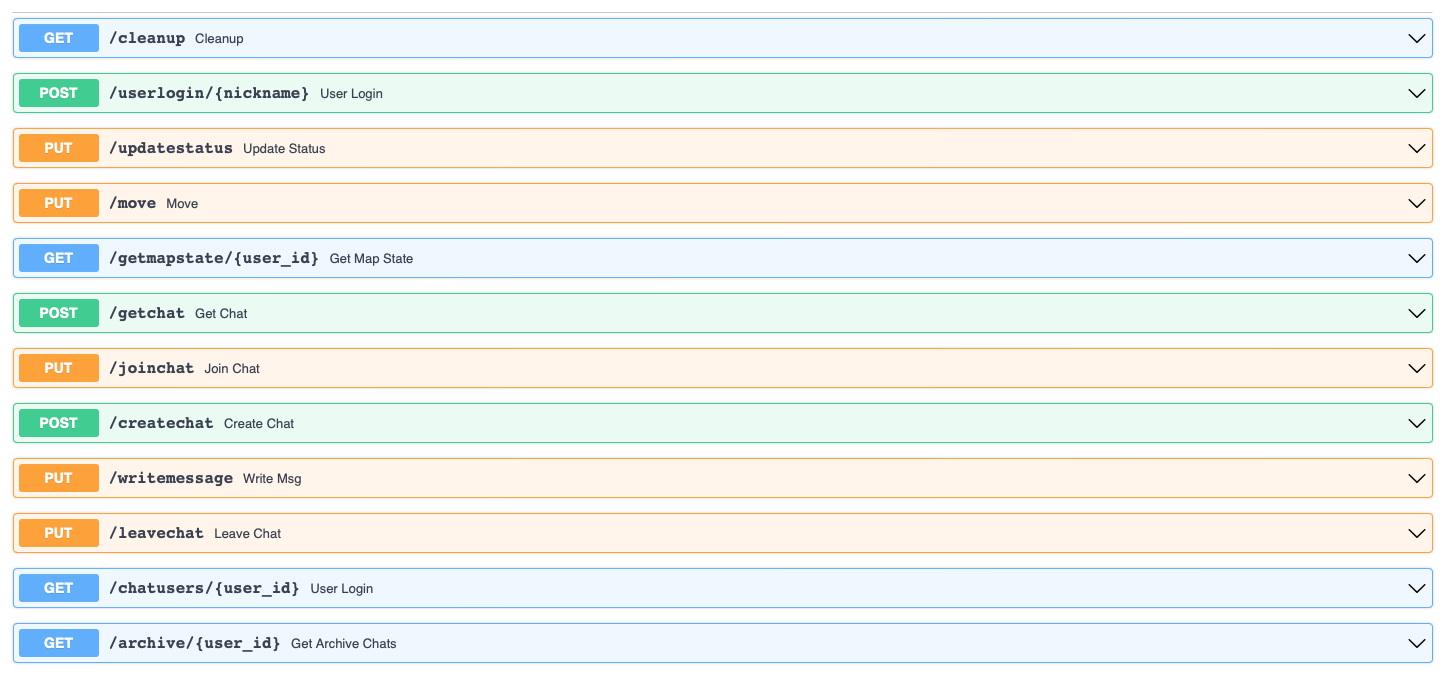 GET /cleanup Cleanup
POST /userlogin/{nickname} User Login
PUT /updatestatus Update Status
PUT /move Move
GET /getmapstate/{user_id} Get Map State
POST /getchat Get Chat
PUT /joinchat Join Chat
POST /createchat Create Chat
PUT /writemessage Write Msg
PUT /leavechat Leave Chat
GET /chatusers/{user_id} User Login
GET /archive/{user_id} Get Archive Chats